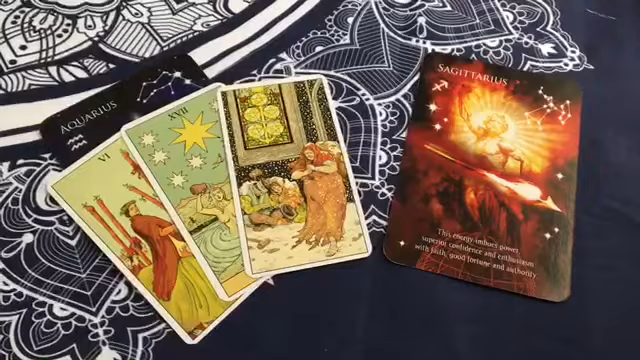 AQUARIUS
VI
XVII
SAGITTARIUS
This energy imbues power,
superior confidence and enthusiasm
with faith, good fortune and authority.